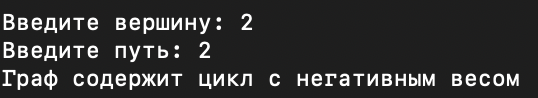 Введите вершину: 2
Введите путь: 2
Граф содержит цикл с негативным весом